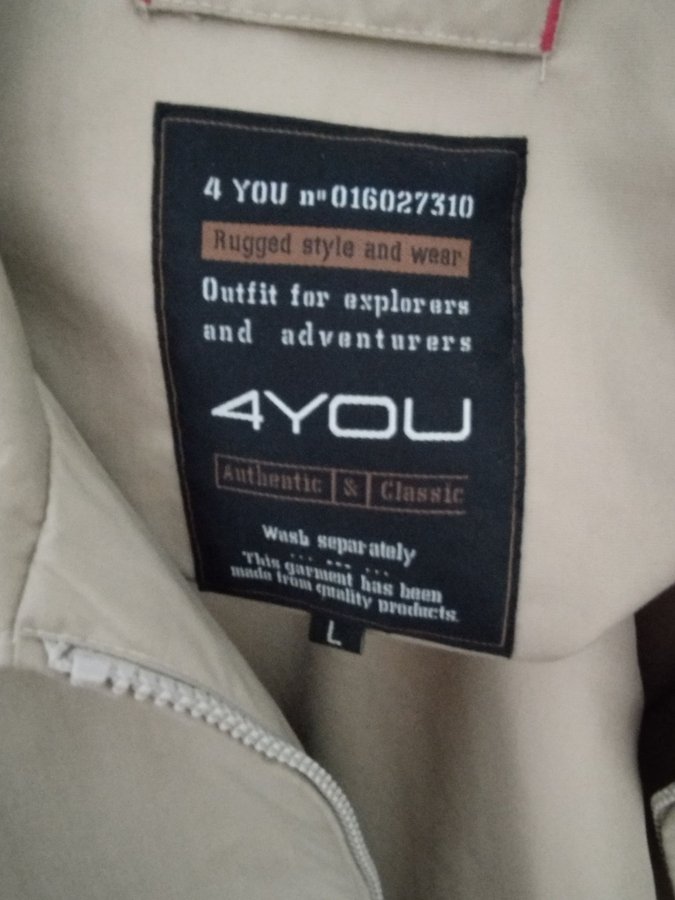 4 YOU nº016027310
Rugged style and wear
Outfit for explorers
and adventurers
4YOU
Authentic & Classic
Wash separately
... --- ...
This garment has been
made from quality products.
L